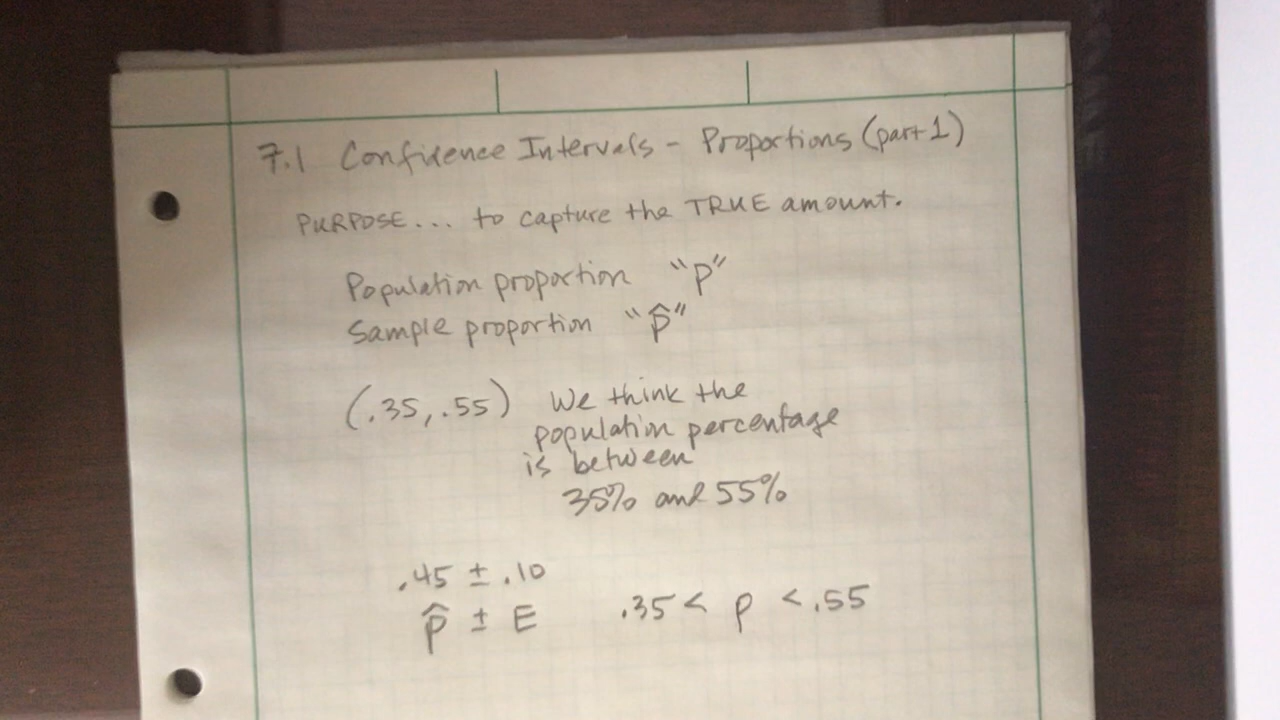 7.1 Confidence Intervals - Proportions (part 1)
PURPOSE... to capture the TRUE amount.
Population proportion "p"
Sample proportion "p̂"
(.35, .55) We think the
population percentage
is between
35% and 55%
.45 ± .10
p̂ ± E .35 < p < .55